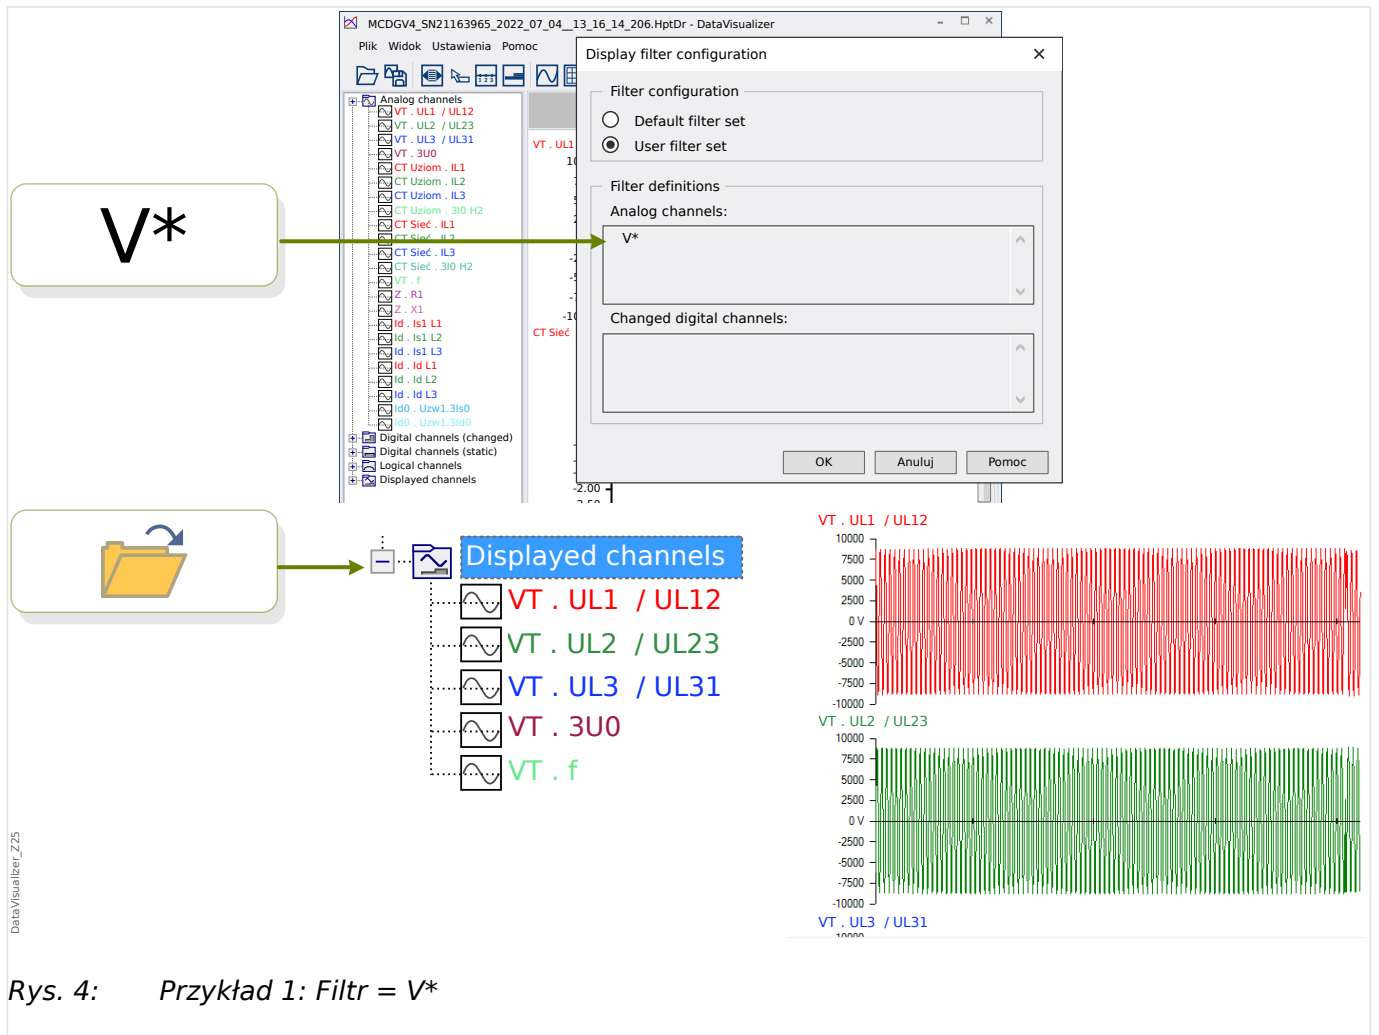 MCDGV4_SN21163965_2022_07_04__13_16_14_206.HptDr - DataVisualizer
Plik Widok Ustawienia Pomoc
Analog channels
VT . UL1 / UL12
VT . UL2 / UL23
VT . UL3 / UL31
VT . 3U0
CT Uziom . IL1
CT Uziom . IL2
CT Uziom . IL3
CT Uziom . 3I0 H2
CT Sieć . IL1
CT Sieć . IL2
CT Sieć . IL3
CT Sieć . 3I0 H2
VT . f
Z . R1
Z . X1
Id . Is1 L1
Id . Is1 L2
Id . Is1 L3
Id . Id L1
Id . Id L2
Id . Id L3
Id0 . Uzw1.3Is0
Id0 . Uzw1.3Id0
Digital channels (changed)
Digital channels (static)
Logical channels
Displayed channels
VT . UL1
CT Sieć
-2.00
Display filter configuration
Filter configuration
Default filter set
User filter set
Filter definitions
Analog channels:
V*
Changed digital channels:
OK Anuluj Pomoc
V*
Displayed channels
VT . UL1 / UL12
VT . UL2 / UL23
VT . UL3 / UL31
VT . 3U0
VT . f
VT . UL1 / UL12
10000
7500
5000
2500
0 V
-2500
-5000
-7500
-10000
VT . UL2 / UL23
10000
7500
5000
2500
0 V
-2500
-5000
-7500
-10000
VT . UL3 / UL31
10000
DataVisualizer_Z25
Rys. 4: Przykład 1: Filtr = V*